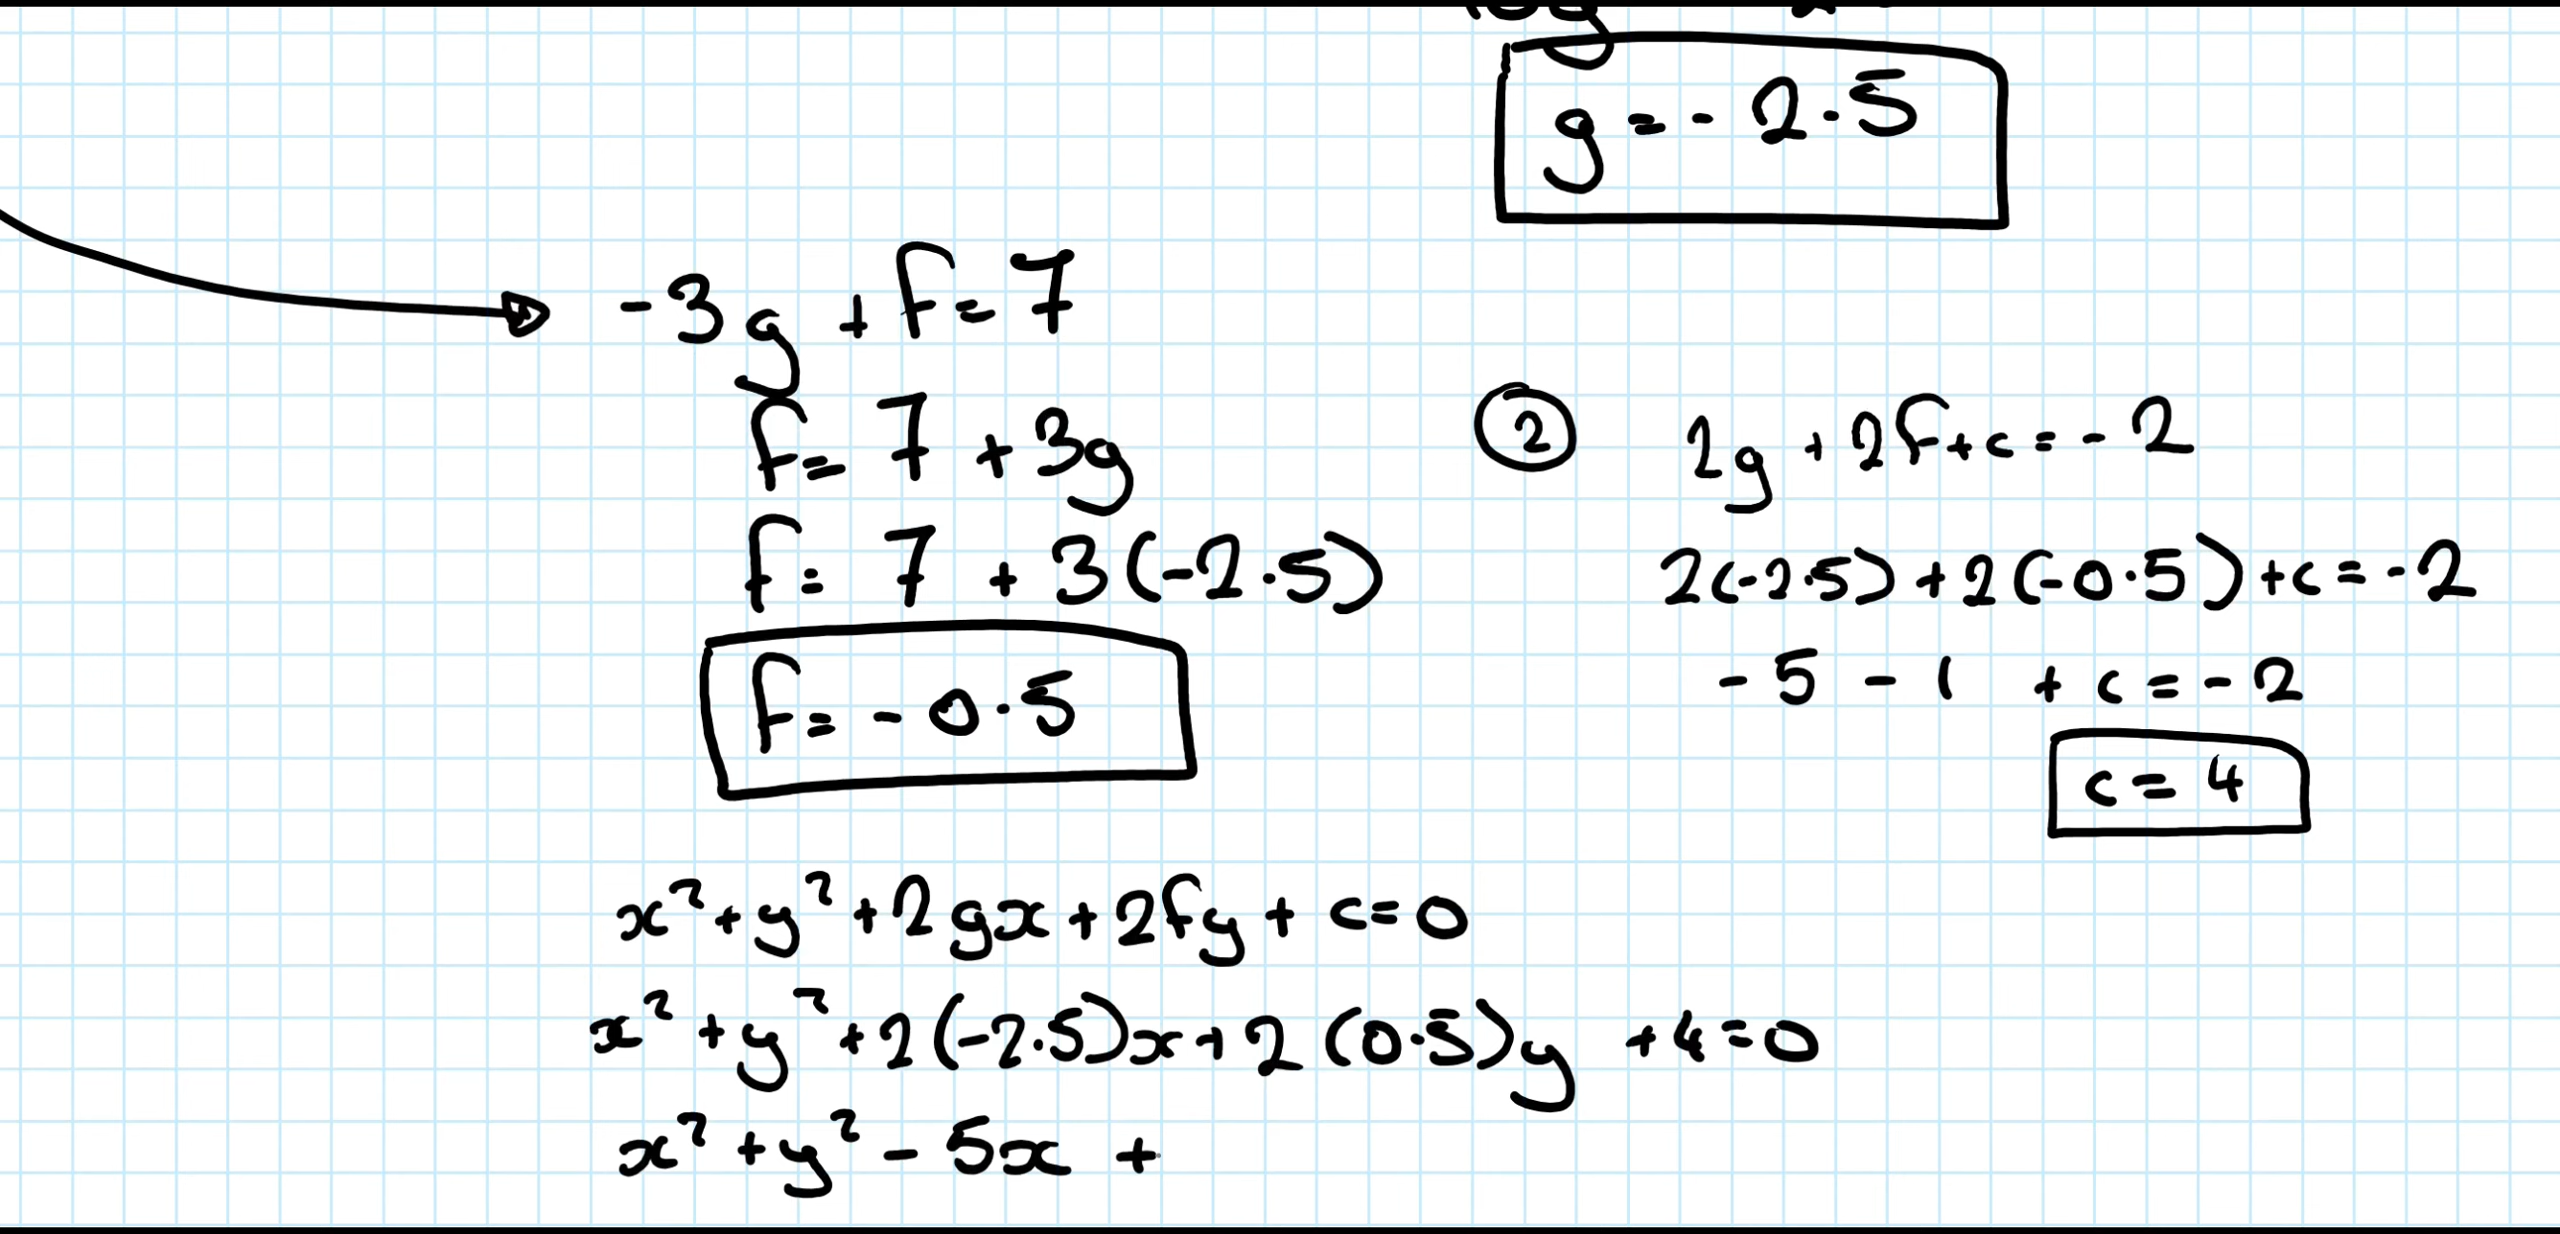 g = - 2.5
-3g + f = 7
f = 7 + 3g
f = 7 + 3(-2.5)
f = - 0.5
② 2g + 2f + c = - 2
2(-2.5) + 2(-0.5) + c = - 2
- 5 - 1 + c = - 2
c = 4
x² + y² + 2gx + 2fy + c = 0
x² + y² + 2(-2.5)x + 2(0.5)y + 4 = 0
x² + y² - 5x +